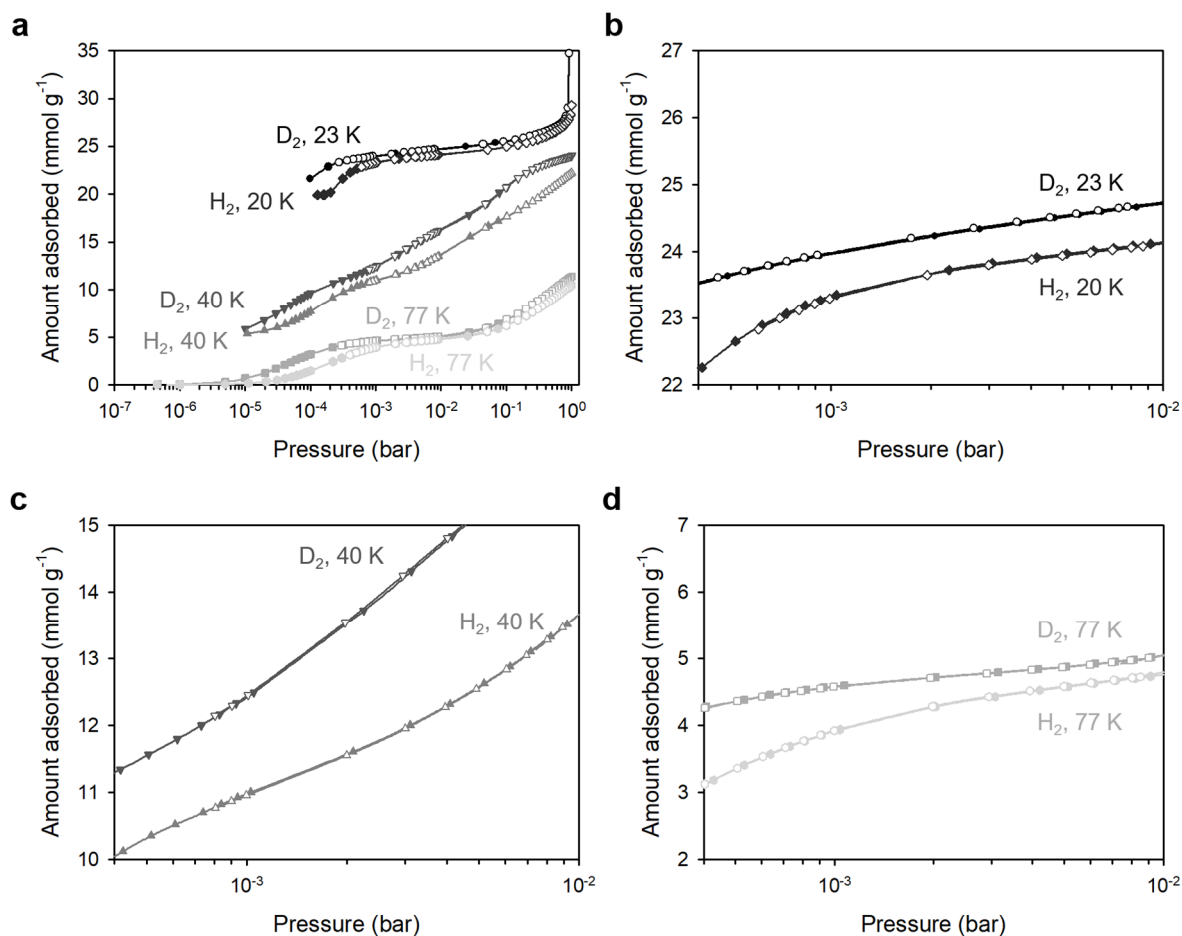 a
Amount adsorbed (mmol g⁻¹)
35
30
25
20
15
10
5
0
D₂, 23 K
H₂, 20 K
D₂, 40 K
H₂, 40 K
D₂, 77 K
H₂, 77 K
10⁻⁷ 10⁻⁶ 10⁻⁵ 10⁻⁴ 10⁻³ 10⁻² 10⁻¹ 10⁰
Pressure (bar)
b
Amount adsorbed (mmol g⁻¹)
27
26
25
24
23
22
D₂, 23 K
H₂, 20 K
10⁻³ 10⁻²
Pressure (bar)
c
Amount adsorbed (mmol g⁻¹)
15
14
13
12
11
10
D₂, 40 K
H₂, 40 K
10⁻³ 10⁻²
Pressure (bar)
d
Amount adsorbed (mmol g⁻¹)
7
6
5
4
3
2
D₂, 77 K
H₂, 77 K
10⁻³ 10⁻²
Pressure (bar)